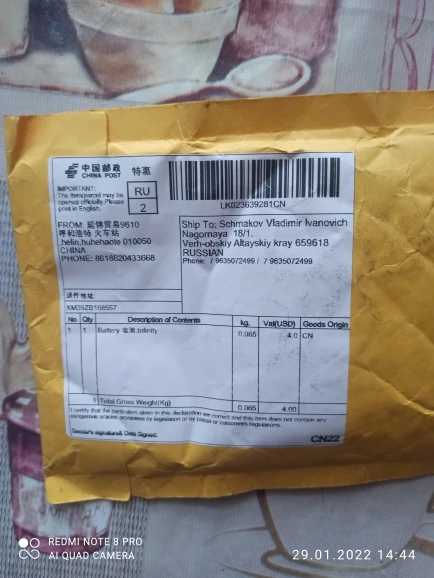 中国邮政
CHINA POST
特惠
IMPORTANT:
The item/parcel may be
opened officially. Please
print in English.
RU
2
LK023639281CN
FROM: 延锦贸易9610
呼和浩特 火车站
,helin,huhehaote 010050
CHINA
PHONE: 8618620433668
Ship To: Schmakov Vladimir Ivanovich
Nagornaya 18/1,
Verh-obskiy Altayskiy kray 659618
RUSSIAN
Phone: 7 9635072499 / 7 9635072499
退件地址:
No Qty Description of Contents kg. Val(USD) Goods Origin
1 1 Battery 电池;Infinity 0.065 4.0 CN
1 Total Gross Weight(Kg) 0.065 4.00
I certify that the particulars given in this declaration are correct and this item does not contain any
dangerous articles prohibited by legislation or by postal or customers regulations.
Sender's signature& Data Signed:
CN22
REDMI NOTE 8 PRO
AI QUAD CAMERA
29.01.2022 14:44